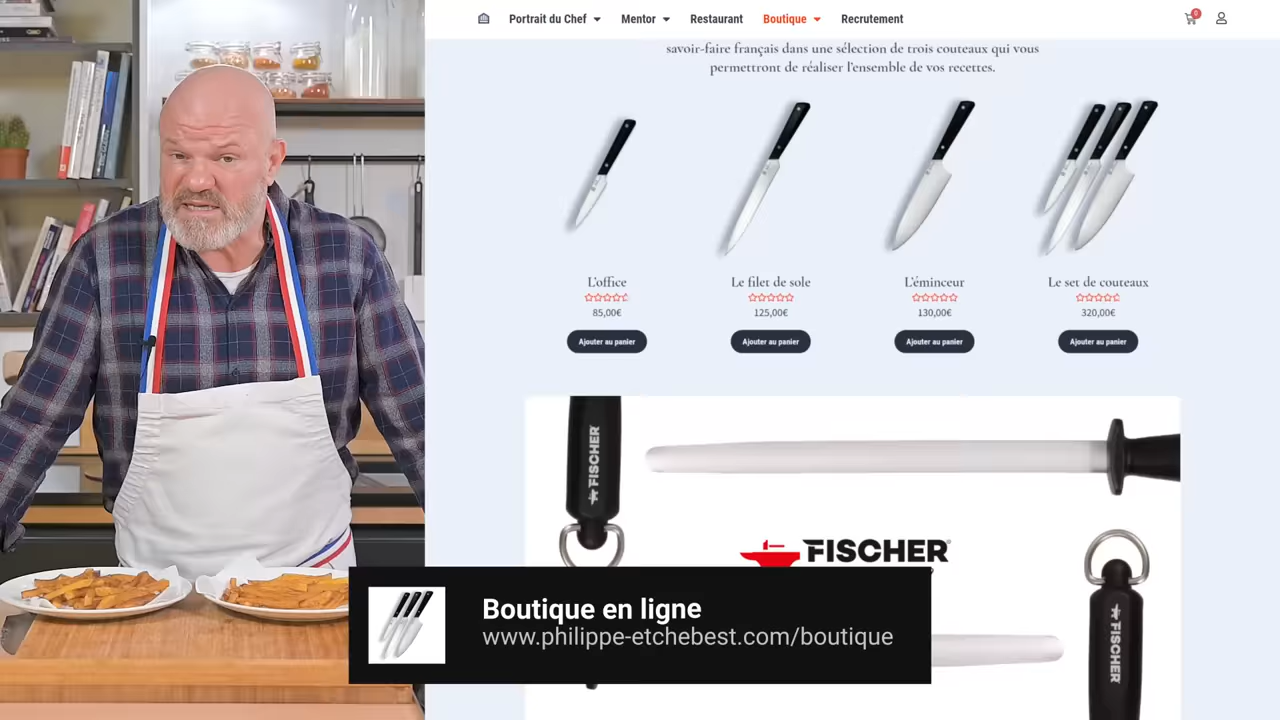 Portrait du Chef
Mentor
Restaurant
Boutique
Recrutement
0
savoir-faire français dans une sélection de trois couteaux qui vous
permettront de réaliser l'ensemble de vos recettes.
L'office
Le filet de sole
L'éminceur
Le set de couteaux
85,00€
125,00€
130,00€
320,00€
Ajouter au panier
Ajouter au panier
Ajouter au panier
Ajouter au panier
FISCHER
FISCHER®
FISCHER
Boutique en ligne
www.philippe-etchebest.com/boutique